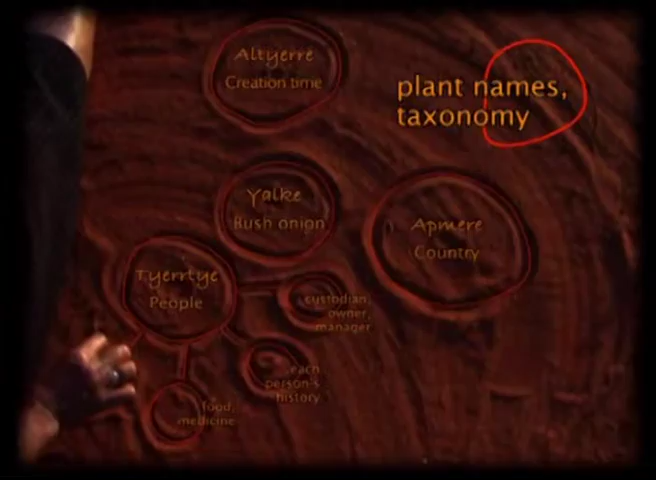 Altyerre
Creation time
plant names,
taxonomy
Yalke
Bush onion
Apmere
Country
Tyerrtye
People
custodian,
owner,
manager
each
person's
history
food,
medicine